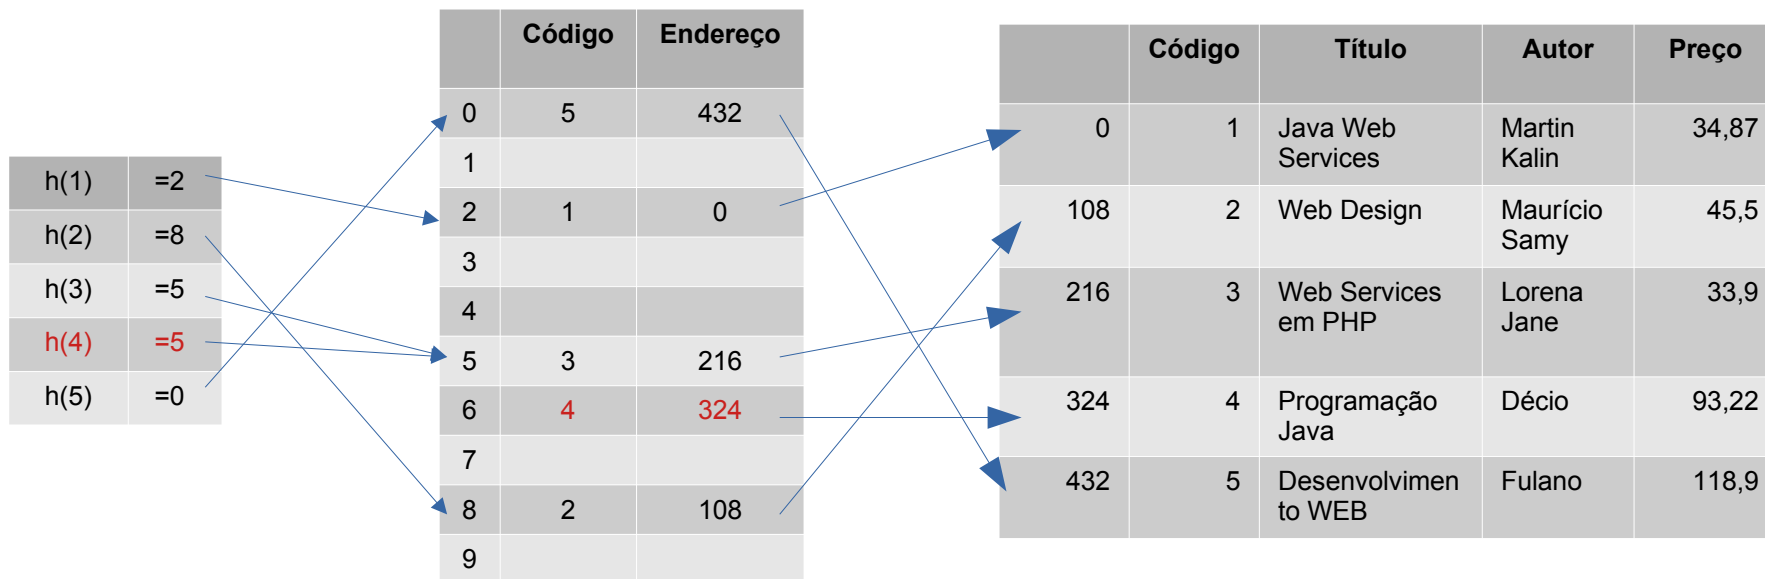 h(1) =2
h(2) =8
h(3) =5
h(4) =5
h(5) =0
Código Endereço
0 5 432
1
2 1 0
3
4
5 3 216
6 4 324
7
8 2 108
9
Código Título Autor Preço
0 1 Java Web Martin 34,87
Services Kalin
108 2 Web Design Maurício 45,5
Samy
216 3 Web Services Lorena 33,9
em PHP Jane
324 4 Programação Décio 93,22
Java
432 5 Desenvolvimen Fulano 118,9
to WEB